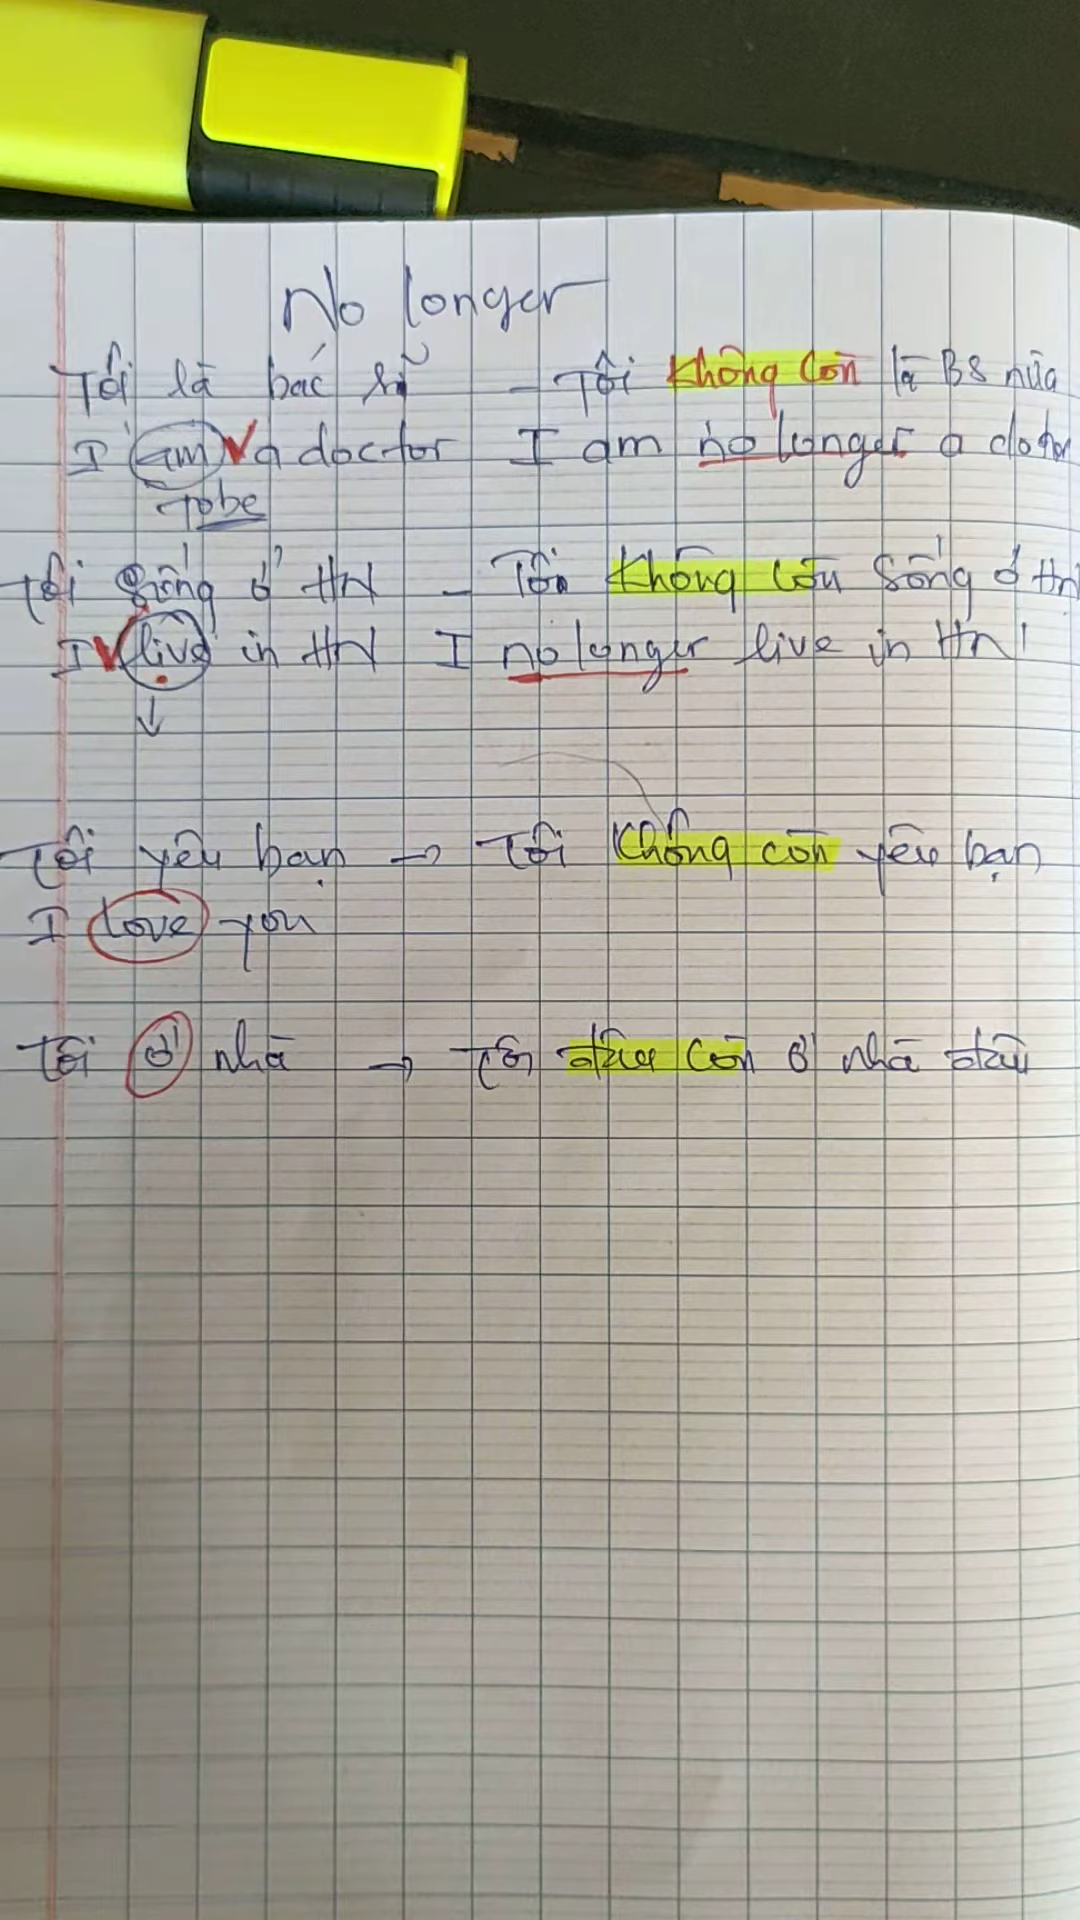 No longer
Tôi là bác sĩ - Tôi không còn là BS nữa
I am V a doctor I am no longer a doctor
Tobe
Tôi sống ở HN - Tôi không còn sống ở HN
I V live in HN I no longer live in HN
Tôi yêu bạn → Tôi không còn yêu bạn
I love you
Tôi ở nhà → Tôi đâu còn ở nhà đâu